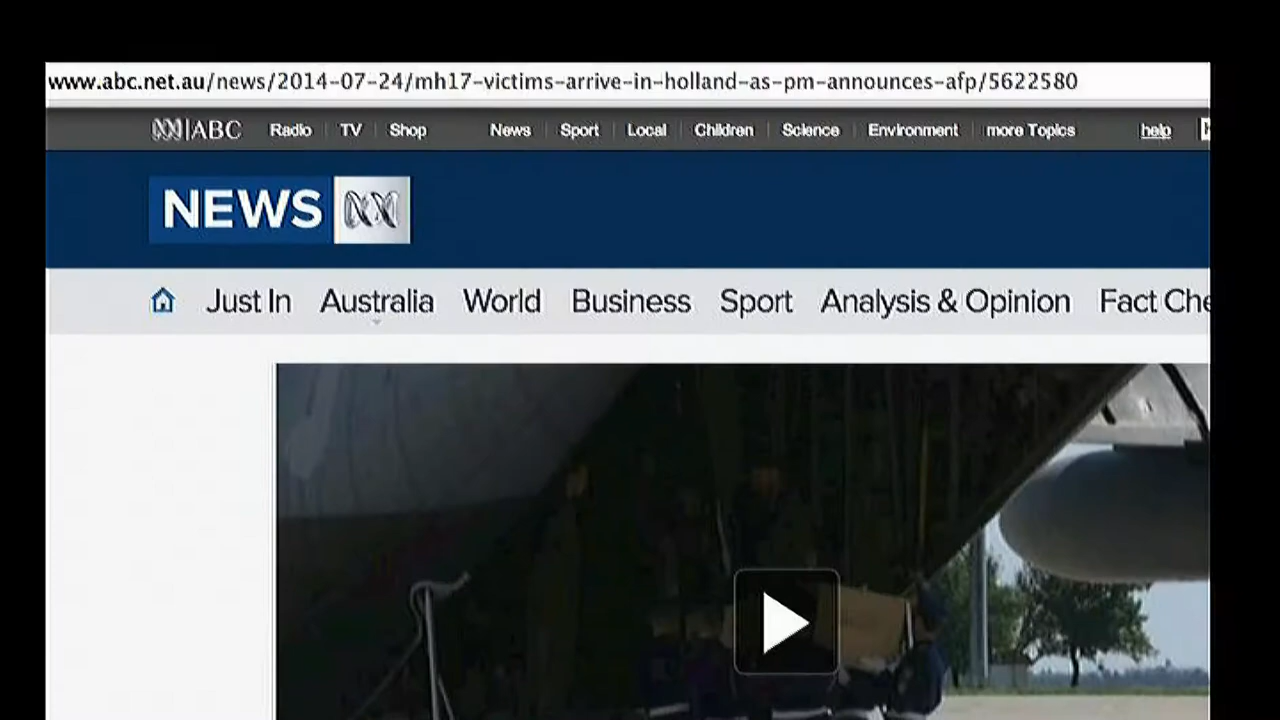 www.abc.net.au/news/2014-07-24/mh17-victims-arrive-in-holland-as-pm-announces-afp/5622580
ABC Radio TV Shop News Sport Local Children Science Environment more Topics help
NEWS
Just In Australia World Business Sport Analysis & Opinion Fact Che